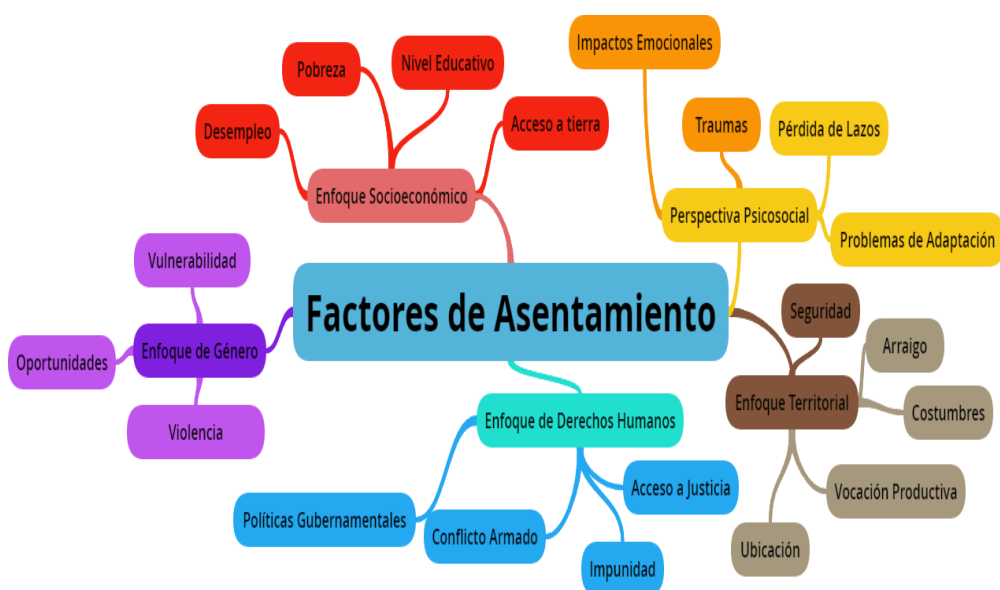 Impactos Emocionales
Nivel Educativo
Pobreza
Traumas
Pérdida de Lazos
Acceso a tierra
Desempleo
Enfoque Socioeconómico
Perspectiva Psicosocial
Problemas de Adaptación
Vulnerabilidad
Factores de Asentamiento
Seguridad
Arraigo
Enfoque de Género
Oportunidades
Enfoque Territorial
Costumbres
Enfoque de Derechos Humanos
Violencia
Acceso a Justicia
Vocación Productiva
Políticas Gubernamentales
Conflicto Armado
Ubicación
Impunidad